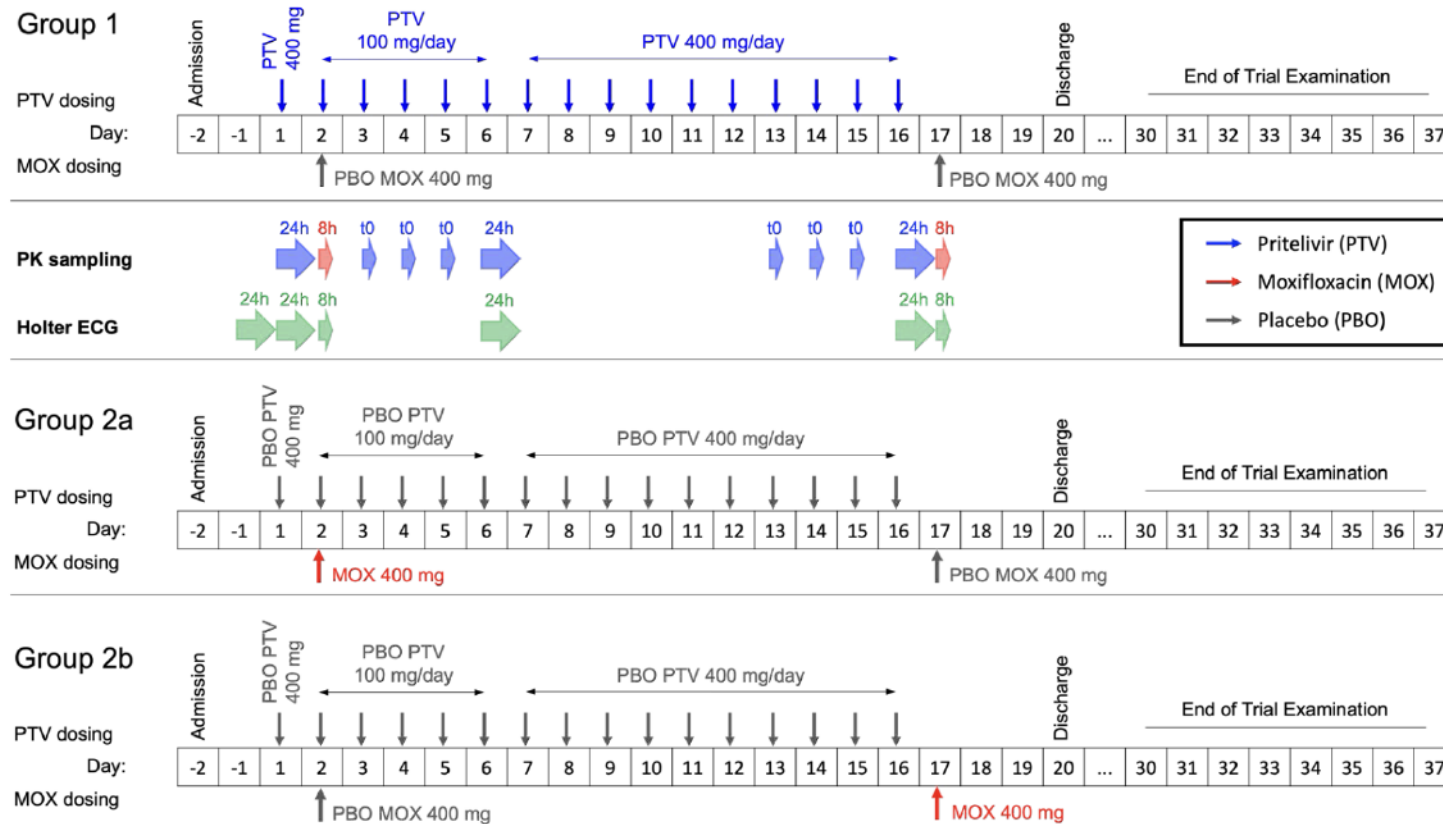 Group 1
PTV
400 mg
PTV
100 mg/day
PTV 400 mg/day
Admission
Discharge
End of Trial Examination
PTV dosing
Day: -2 -1 1 2 3 4 5 6 7 8 9 10 11 12 13 14 15 16 17 18 19 20 ... 30 31 32 33 34 35 36 37
MOX dosing
PBO MOX 400 mg PBO MOX 400 mg
24h 8h t0 t0 t0 24h t0 t0 t0 24h 8h
PK sampling
24h 24h 8h 24h 24h 8h
Holter ECG
Pritelivir (PTV)
Moxifloxacin (MOX)
Placebo (PBO)
Group 2a
PBO PTV
400 mg
PBO PTV
100 mg/day
PBO PTV 400 mg/day
Admission
Discharge
End of Trial Examination
PTV dosing
Day: -2 -1 1 2 3 4 5 6 7 8 9 10 11 12 13 14 15 16 17 18 19 20 ... 30 31 32 33 34 35 36 37
MOX dosing
MOX 400 mg PBO MOX 400 mg
Group 2b
PBO PTV
400 mg
PBO PTV
100 mg/day
PBO PTV 400 mg/day
Admission
Discharge
End of Trial Examination
PTV dosing
Day: -2 -1 1 2 3 4 5 6 7 8 9 10 11 12 13 14 15 16 17 18 19 20 ... 30 31 32 33 34 35 36 37
MOX dosing
PBO MOX 400 mg MOX 400 mg